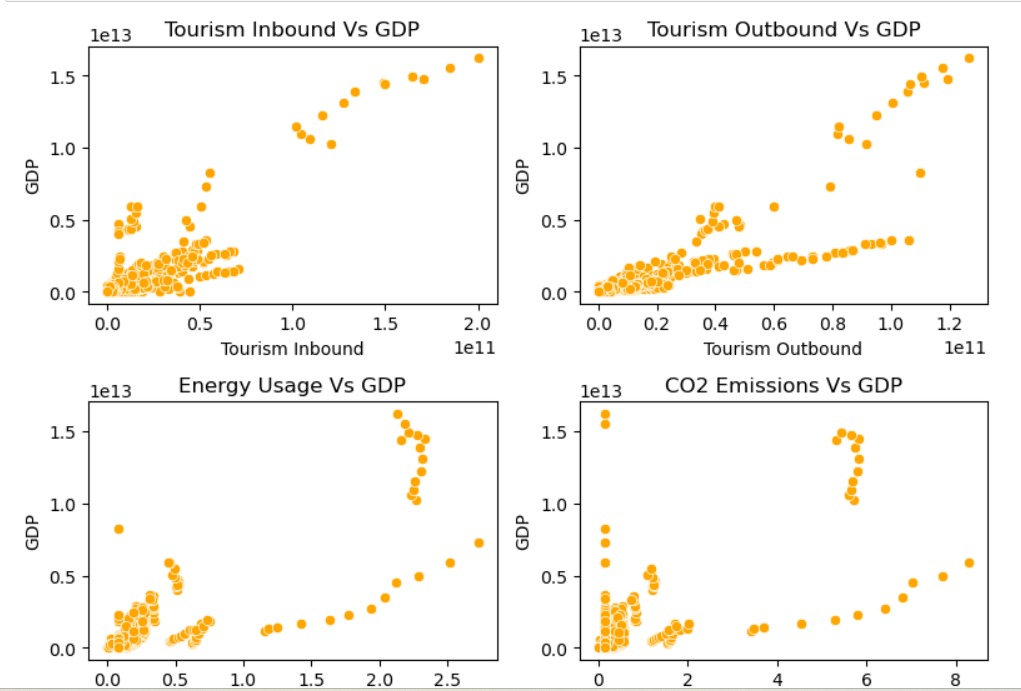 Tourism Inbound Vs GDP
1e13
GDP
1.5
1.0
0.5
0.0
0.0 0.5 1.0 1.5 2.0
Tourism Inbound
1e11
Tourism Outbound Vs GDP
1e13
GDP
1.5
1.0
0.5
0.0
0.0 0.2 0.4 0.6 0.8 1.0 1.2
Tourism Outbound
1e11
Energy Usage Vs GDP
1e13
GDP
1.5
1.0
0.5
0.0
0.0 0.5 1.0 1.5 2.0 2.5
CO2 Emissions Vs GDP
1e13
GDP
1.5
1.0
0.5
0.0
0 2 4 6 8